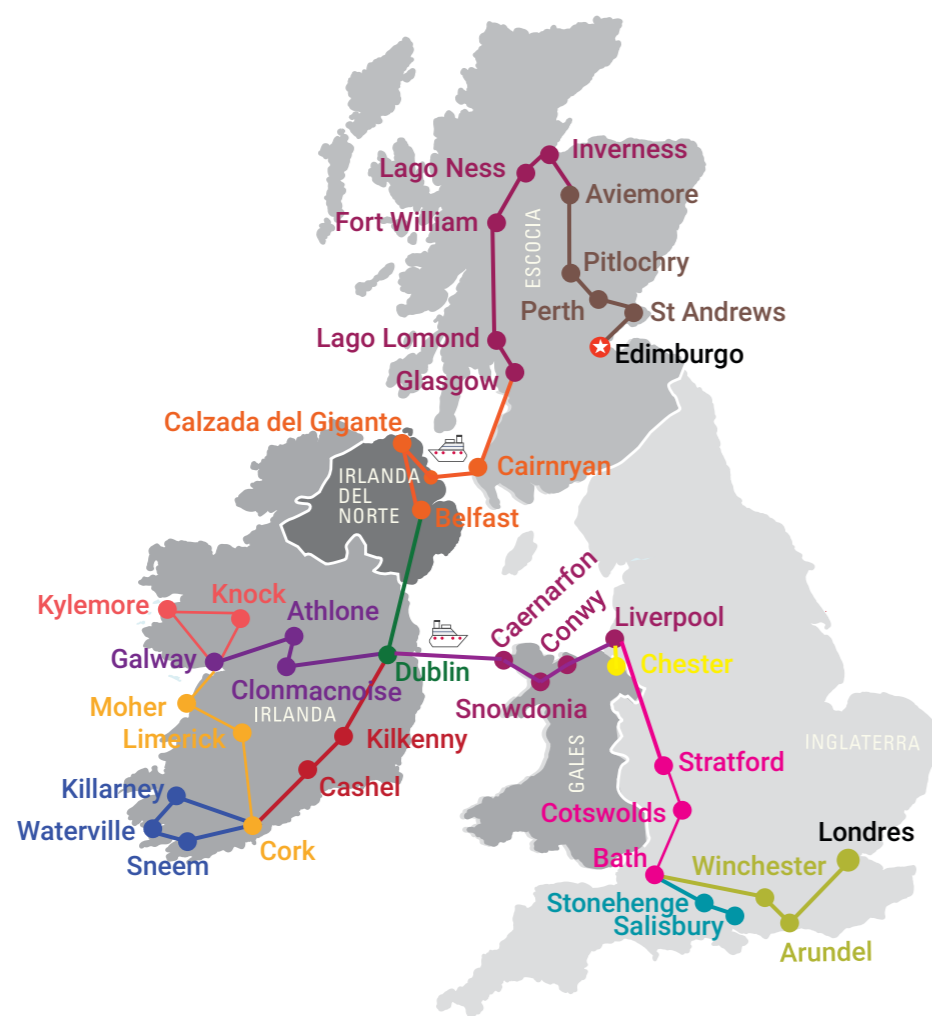 Inverness
Lago Ness
Aviemore
Fort William
ESCOCIA
Pitlochry
Perth
St Andrews
Lago Lomond
Edimburgo
Glasgow
Calzada del Gigante
Cairnryan
IRLANDA
DEL
NORTE
Belfast
Caernarfon
Conwy
Knock
Kylemore
Athlone
Liverpool
Galway
Chester
Dublin
Clonmacnoise
Snowdonia
Moher
IRLANDA
Limerick
Kilkenny
INGLATERRA
GALES
Stratford
Cashel
Killarney
Cotswolds
Waterville
Londres
Cork
Sneem
Bath
Winchester
Stonehenge
Salisbury
Arundel